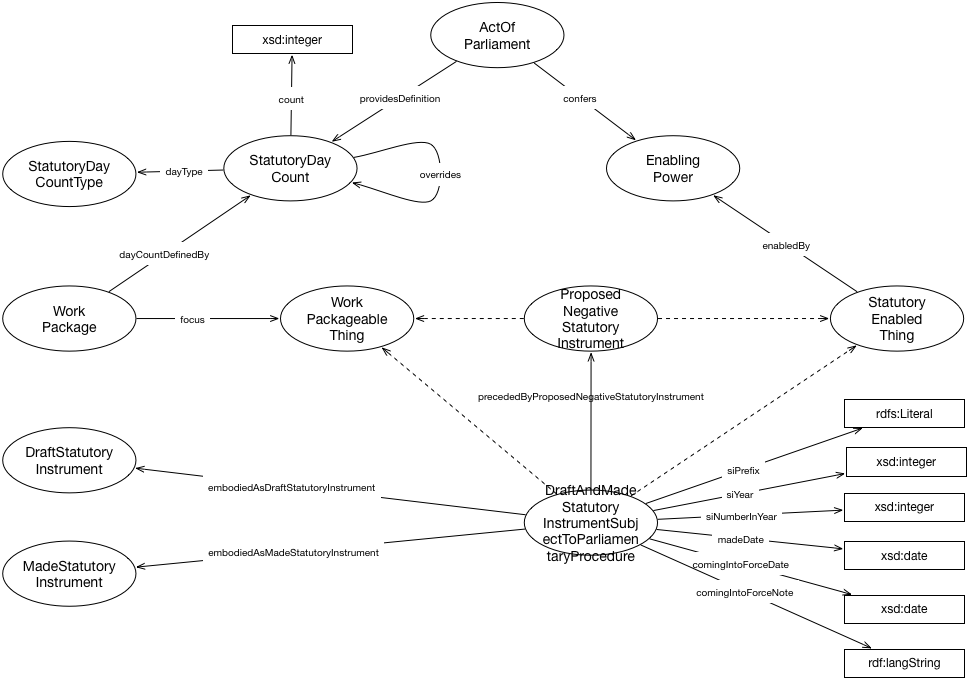 ActOf
Parliament
xsd:integer
count
providesDefinition
confers
StatutoryDay
CountType
dayType
StatutoryDay
Count
overrides
Enabling
Power
dayCountDefinedBy
enabledBy
Work
Package
focus
Work
Packageable
Thing
Proposed
Negative
Statutory
Instrument
Statutory
Enabled
Thing
precededByProposedNegativeStatutoryInstrument
rdfs:Literal
DraftStatutory
Instrument
embodiedAsDraftStatutoryInstrument
DraftAndMade
Statutory
InstrumentSubj
ectToParliamen
taryProcedure
siPrefix
xsd:integer
siYear
siNumberInYear
xsd:integer
madeDate
xsd:date
MadeStatutory
Instrument
embodiedAsMadeStatutoryInstrument
comingIntoForceDate
xsd:date
comingIntoForceNote
rdf:langString